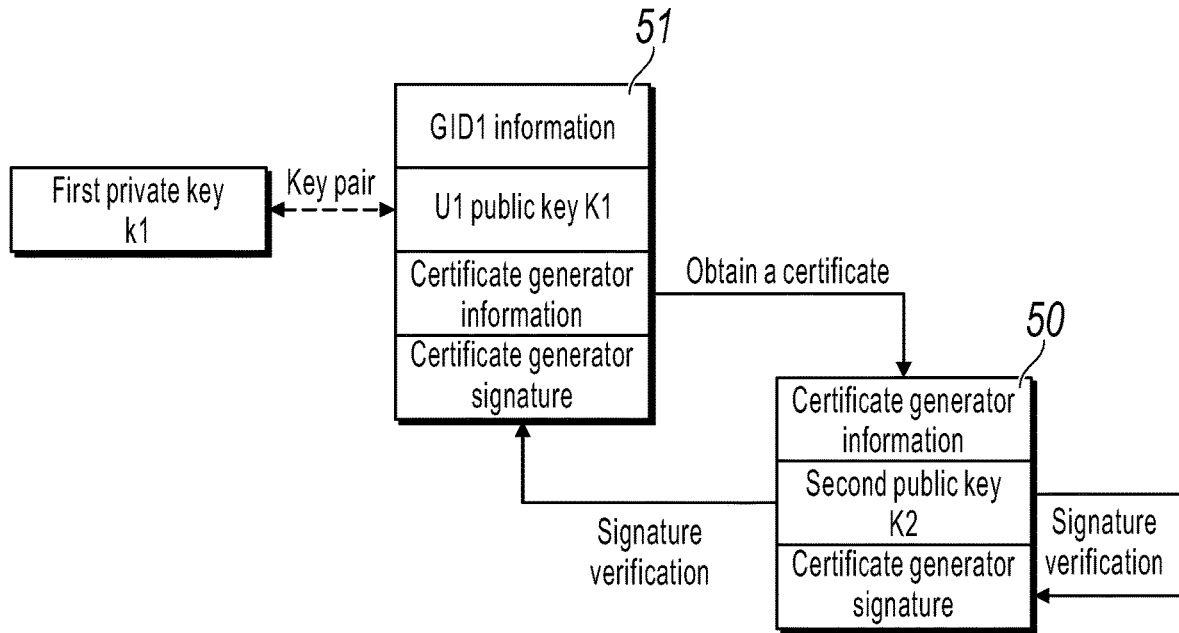 51
GID1 information
First private key
k1
Key pair
U1 public key K1
Certificate generator
information
Obtain a certificate
Certificate generator
signature
50
Certificate generator
information
Second public key
K2
Signature
verification
Signature
verification
Certificate generator
signature